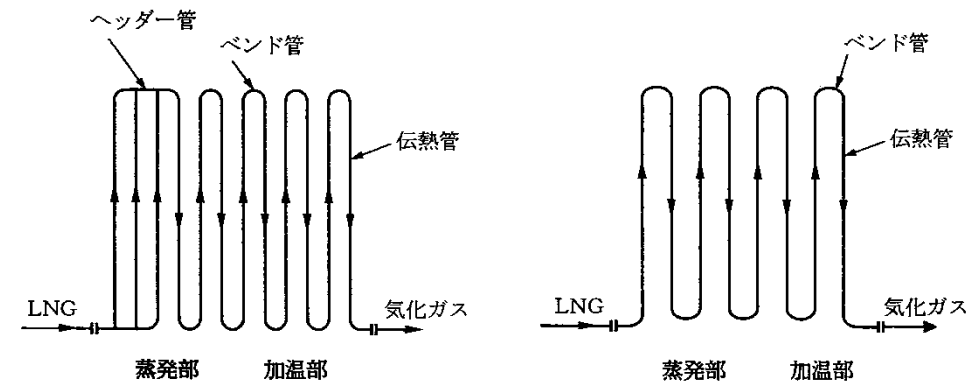 ヘッダー管
ベンド管
伝熱管
LNG
気化ガス
蒸発部
加温部
ベンド管
伝熱管
LNG
気化ガス
蒸発部
加温部